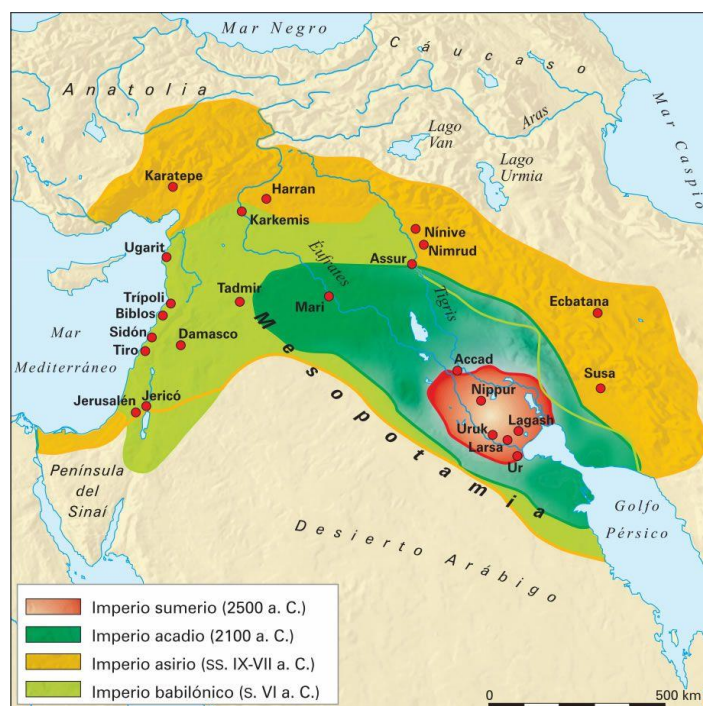 Mar Negro
Cáucaso
Anatolia
Mar Caspio
Aras
Lago
Van
Lago
Urmia
Karatepe
Harran
Karkemis
Nínive
Nimrud
Ugarit
Assur
Éufrates
Tigris
Tadmir
Mari
Ecbatana
Trípoli
Biblos
Sidón
Damasco
Tiro
Mar
Mediterráneo
Accad
Susa
Nippur
Jericó
Jerusalén
Lagash
Uruk
Larsa
Ur
Mesopotamia
Península
del
Sinaí
Golfo
Pérsico
Desierto Arábigo
Imperio sumerio (2500 a. C.)
Imperio acadio (2100 a. C.)
Imperio asirio (SS. IX-VII a. C.)
Imperio babilónico (S. VI a. C.)
0 500 km